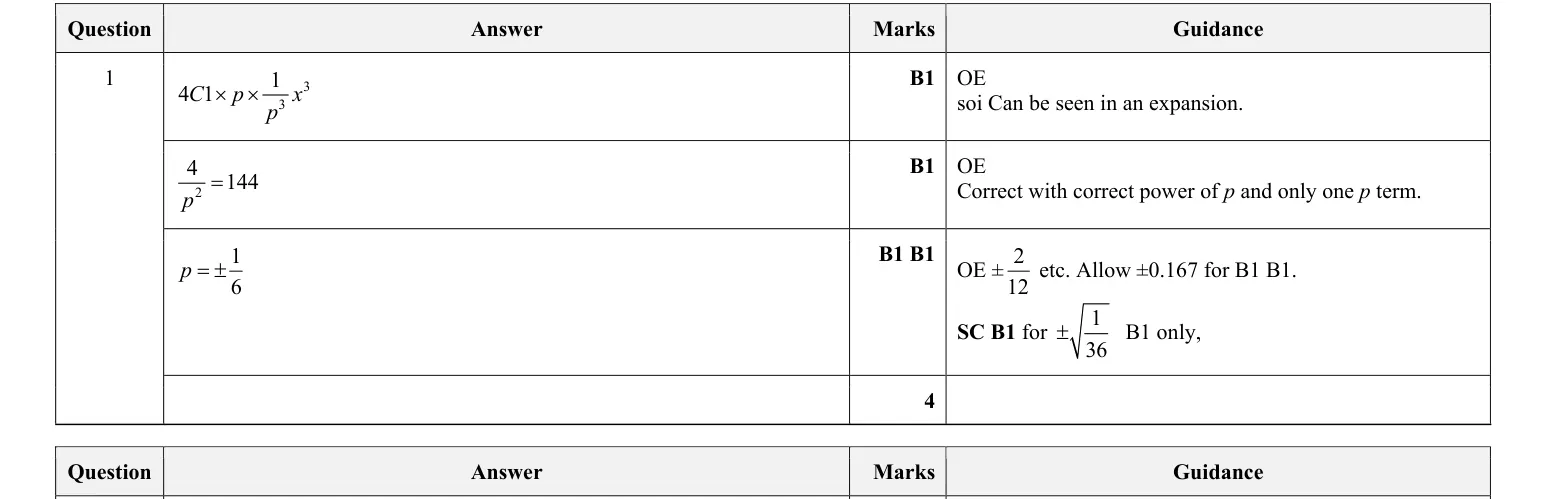 Question Answer Marks Guidance
1 4C1 × p × 1/p³ x³ B1 OE
soi Can be seen in an expansion.
4/p² = 144 B1 OE
Correct with correct power of p and only one p term.
p = ± 1/6 B1 B1 OE ± 2/12 etc. Allow ±0.167 for B1 B1.
SC B1 for ± √(1/36) B1 only,
4
Question Answer Marks Guidance